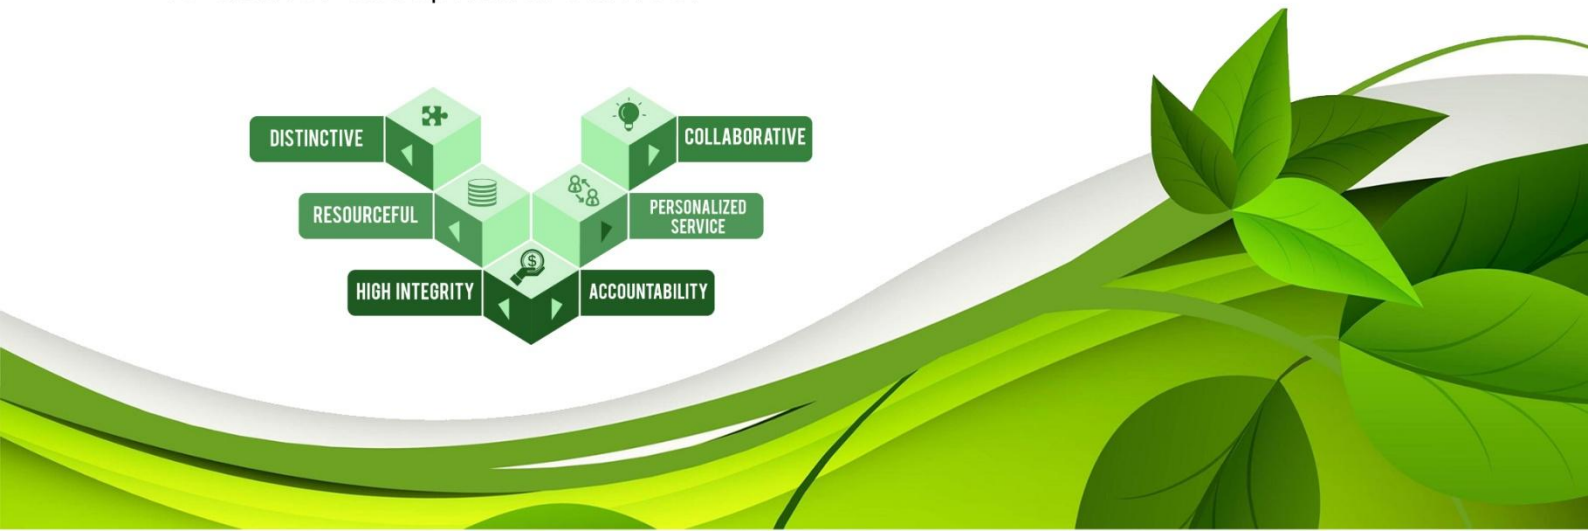 DISTINCTIVE
COLLABORATIVE
RESOURCEFUL
PERSONALIZED
SERVICE
HIGH INTEGRITY
ACCOUNTABILITY
$